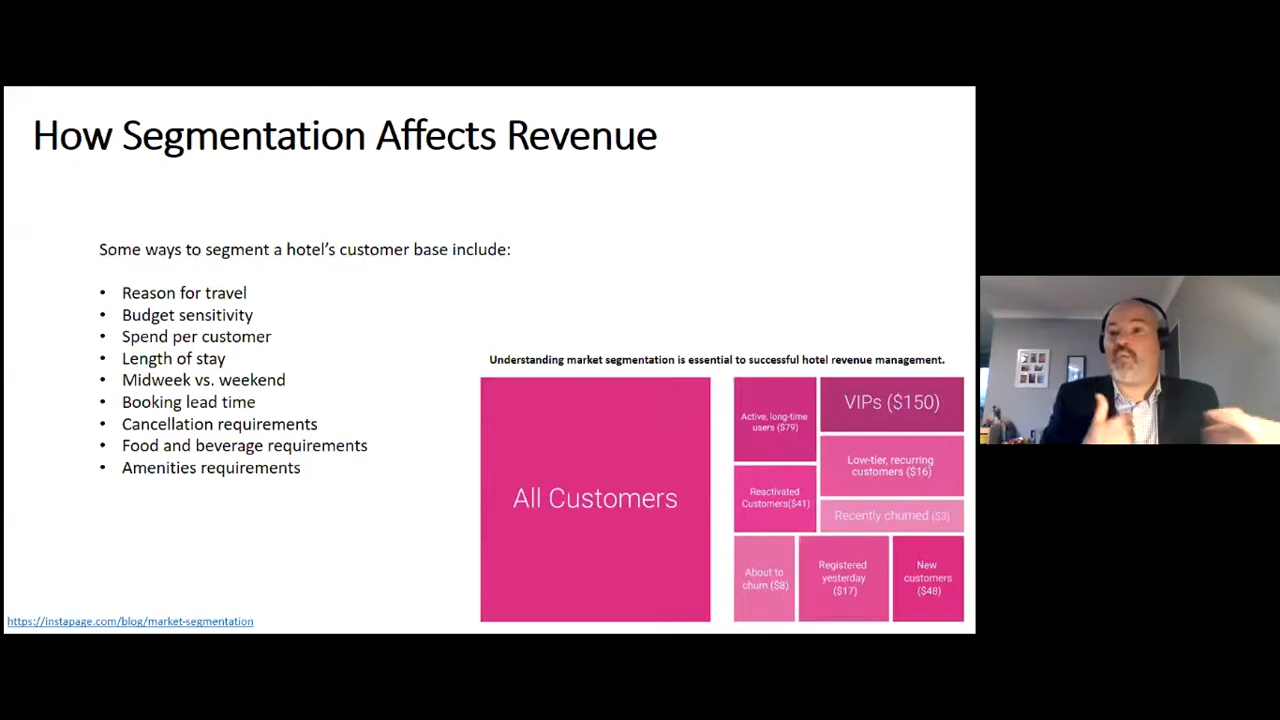 How Segmentation Affects Revenue
Some ways to segment a hotel’s customer base include:
• Reason for travel
• Budget sensitivity
• Spend per customer
• Length of stay
• Midweek vs. weekend
• Booking lead time
• Cancellation requirements
• Food and beverage requirements
• Amenities requirements
Understanding market segmentation is essential to successful hotel revenue management.
All Customers
Active, long-time
users ($79)
VIPs ($150)
Low-tier, recurring
customers ($16)
Reactivated
Customers($41)
Recently churned ($3)
About to
churn ($8)
Registered
yesterday
($17)
New
customers
($48)
https://instapage.com/blog/market-segmentation